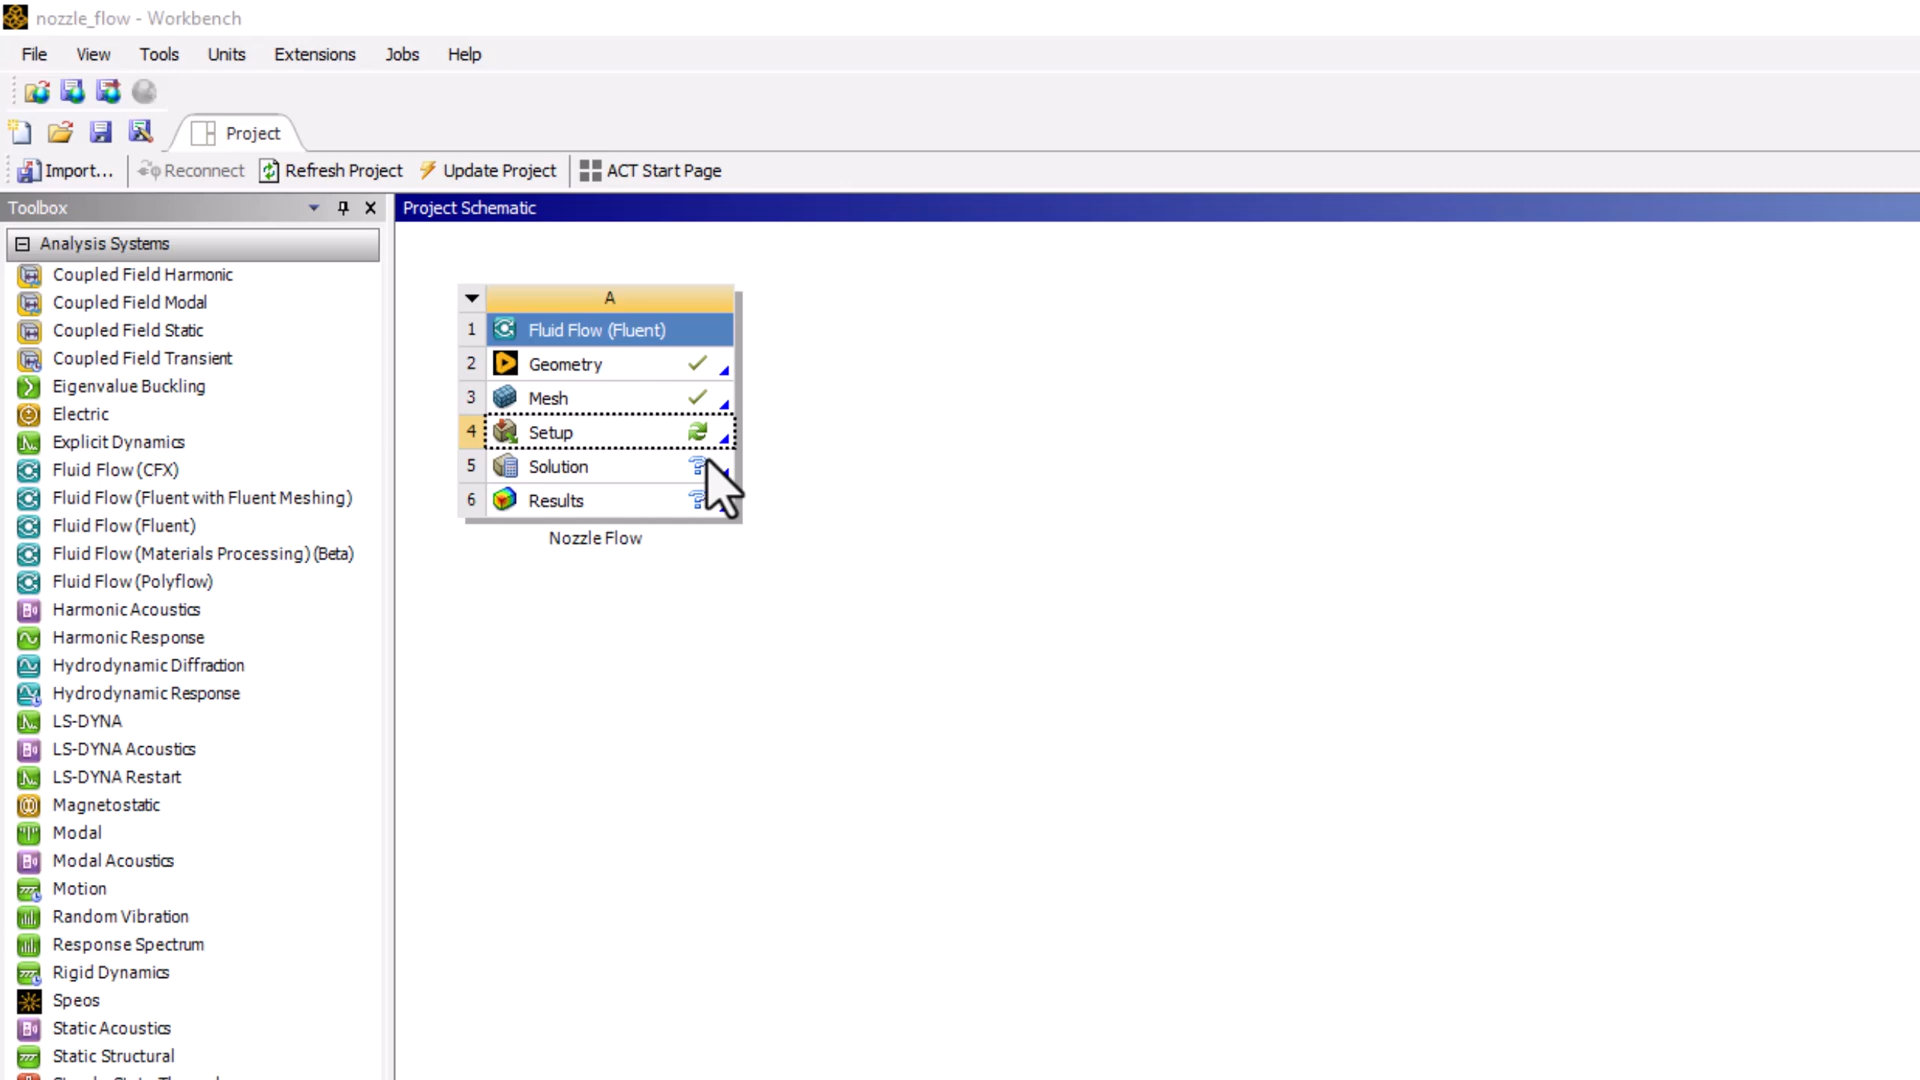 nozzle_flow - Workbench
File View Tools Units Extensions Jobs Help
Project
Import... Reconnect Refresh Project Update Project ACT Start Page
Toolbox
Project Schematic
Analysis Systems
Coupled Field Harmonic
Coupled Field Modal
Coupled Field Static
Coupled Field Transient
Eigenvalue Buckling
Electric
Explicit Dynamics
Fluid Flow (CFX)
Fluid Flow (Fluent with Fluent Meshing)
Fluid Flow (Fluent)
Fluid Flow (Materials Processing) (Beta)
Fluid Flow (Polyflow)
Harmonic Acoustics
Harmonic Response
Hydrodynamic Diffraction
Hydrodynamic Response
LS-DYNA
LS-DYNA Acoustics
LS-DYNA Restart
Magnetostatic
Modal
Modal Acoustics
Motion
Random Vibration
Response Spectrum
Rigid Dynamics
Speos
Static Acoustics
Static Structural
A
1 Fluid Flow (Fluent)
2 Geometry
3 Mesh
4 Setup
5 Solution
6 Results
Nozzle Flow